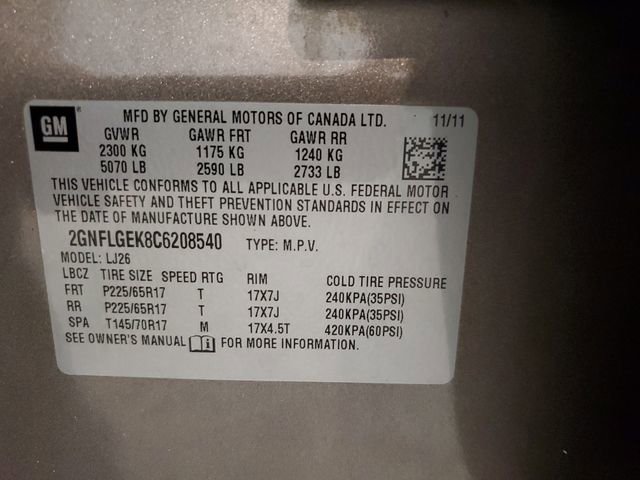 GM ® MFD BY GENERAL MOTORS OF CANADA LTD. 11/11
GVWR GAWR FRT GAWR RR
2300 KG 1175 KG 1240 KG
5070 LB 2590 LB 2733 LB
THIS VEHICLE CONFORMS TO ALL APPLICABLE U.S. FEDERAL MOTOR
VEHICLE SAFETY AND THEFT PREVENTION STANDARDS IN EFFECT ON
THE DATE OF MANUFACTURE SHOWN ABOVE.
2GNFLGEK8C6208540 TYPE: M.P.V.
MODEL: LJ26
LBCZ TIRE SIZE SPEED RTG RIM COLD TIRE PRESSURE
FRT P225/65R17 T 17X7J 240KPA(35PSI)
RR P225/65R17 T 17X7J 240KPA(35PSI)
SPA T145/70R17 M 17X4.5T 420KPA(60PSI)
SEE OWNER'S MANUAL FOR MORE INFORMATION.